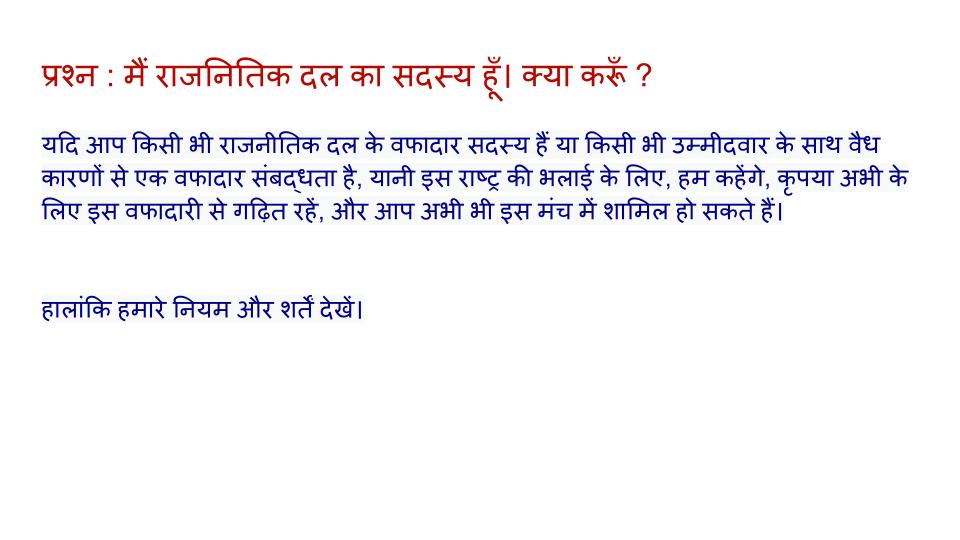 प्रश्न : मैं राजनितिक दल का सदस्य हूँ। क्या करूँ ?
यदि आप किसी भी राजनीतिक दल के वफादार सदस्य हैं या किसी भी उम्मीदवार के साथ वैध
कारणों से एक वफादार संबद्धता है, यानी इस राष्ट्र की भलाई के लिए, हम कहेंगे, कृपया अभी के
लिए इस वफादारी से गढ़ित रहें, और आप अभी भी इस मंच में शामिल हो सकते हैं।
हालांकि हमारे नियम और शर्तें देखें।